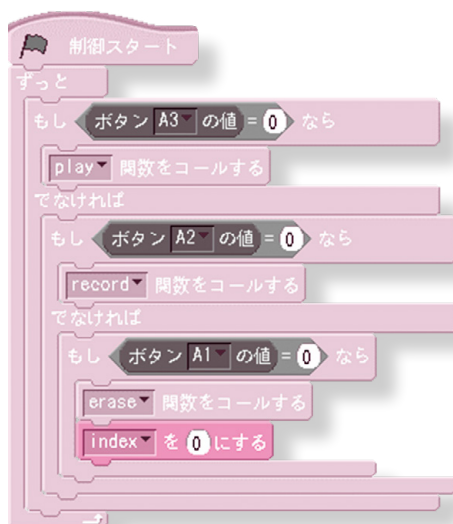 制御スタート
ずっと
もし ボタン A3 の値 = 0 なら
play 関数をコールする
でなければ
もし ボタン A2 の値 = 0 なら
record 関数をコールする
でなければ
もし ボタン A1 の値 = 0 なら
erase 関数をコールする
index を 0 にする